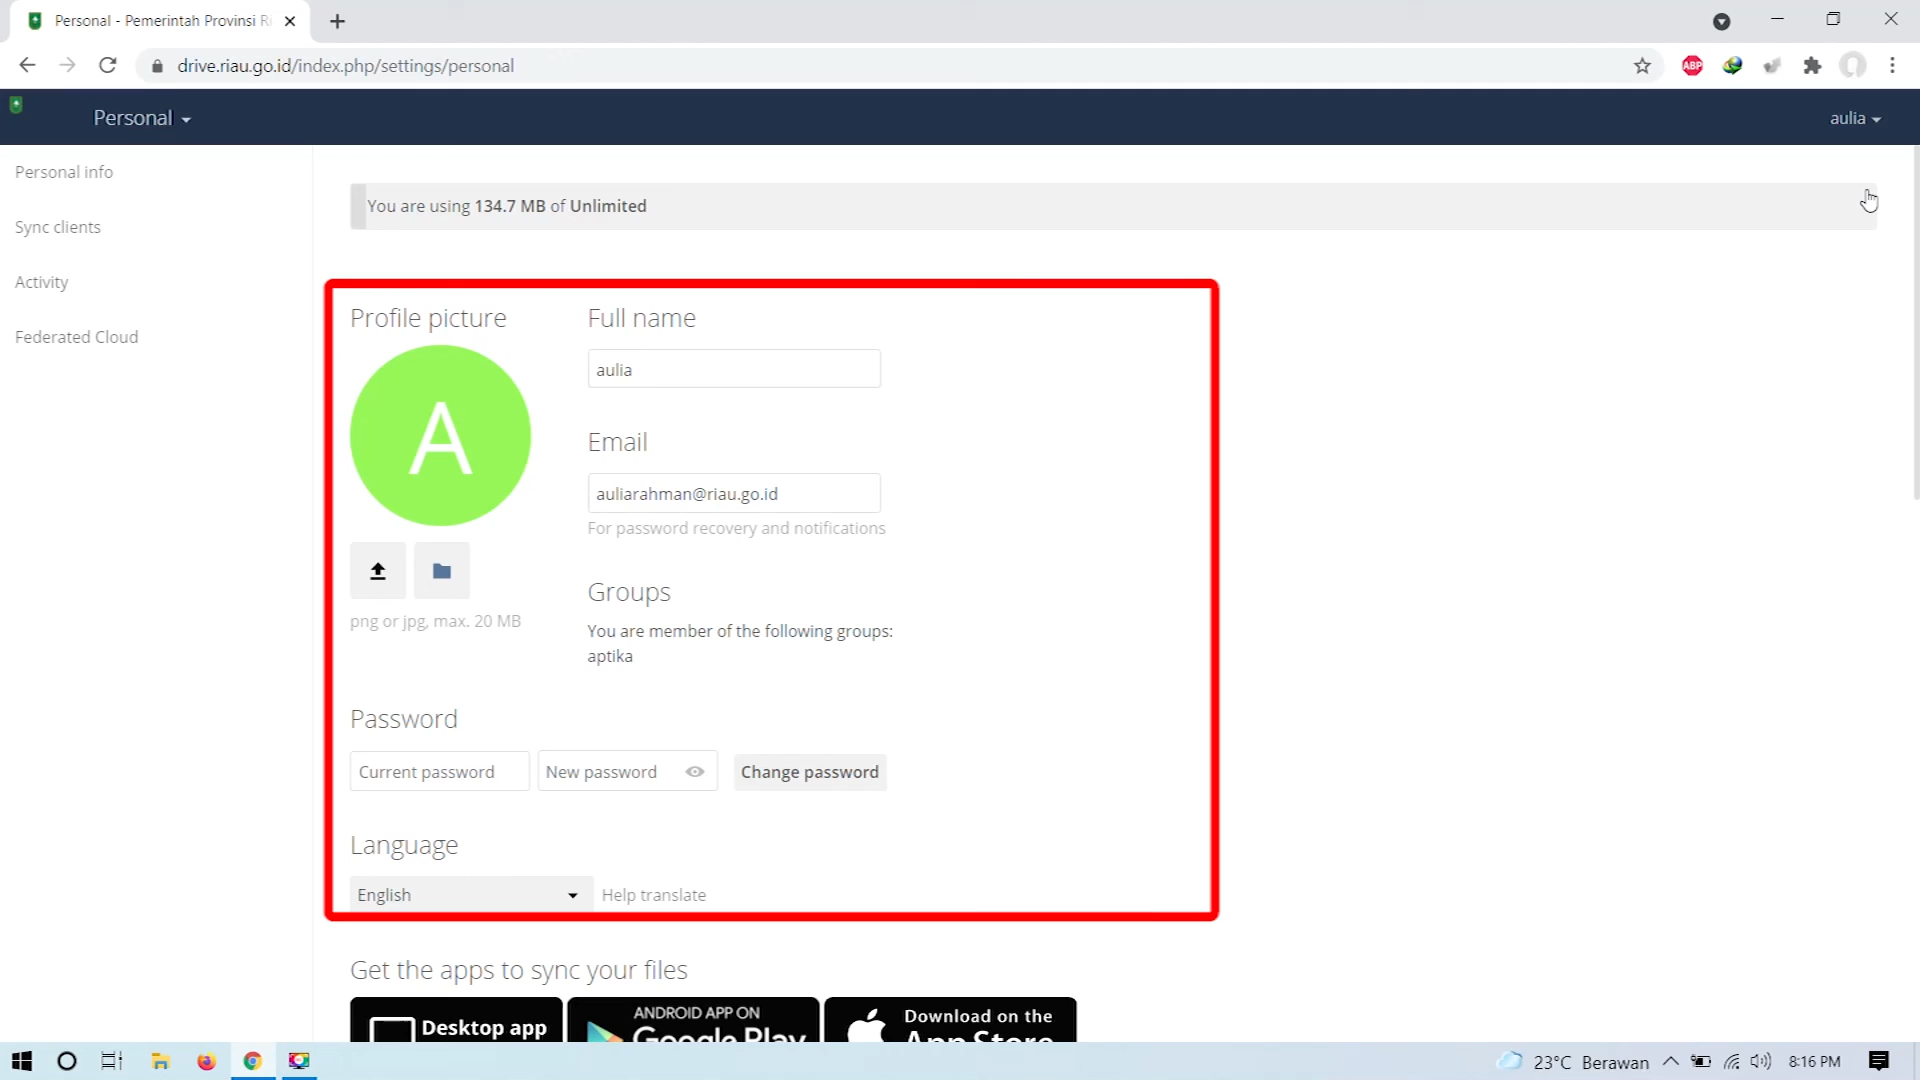 Personal - Pemerintah Provinsi Ri
drive.riau.go.id/index.php/settings/personal
ABP
Personal
aulia
Personal info
Sync clients
Activity
Federated Cloud
You are using 134.7 MB of Unlimited
Profile picture
A
png or jpg, max. 20 MB
Full name
aulia
Email
auliarahman@riau.go.id
For password recovery and notifications
Groups
You are member of the following groups:
aptika
Password
Current password
New password
Change password
Language
English
Help translate
Get the apps to sync your files
Desktop app
ANDROID APP ON
Google Play
Download on the
App Store
23°C Berawan
8:16 PM